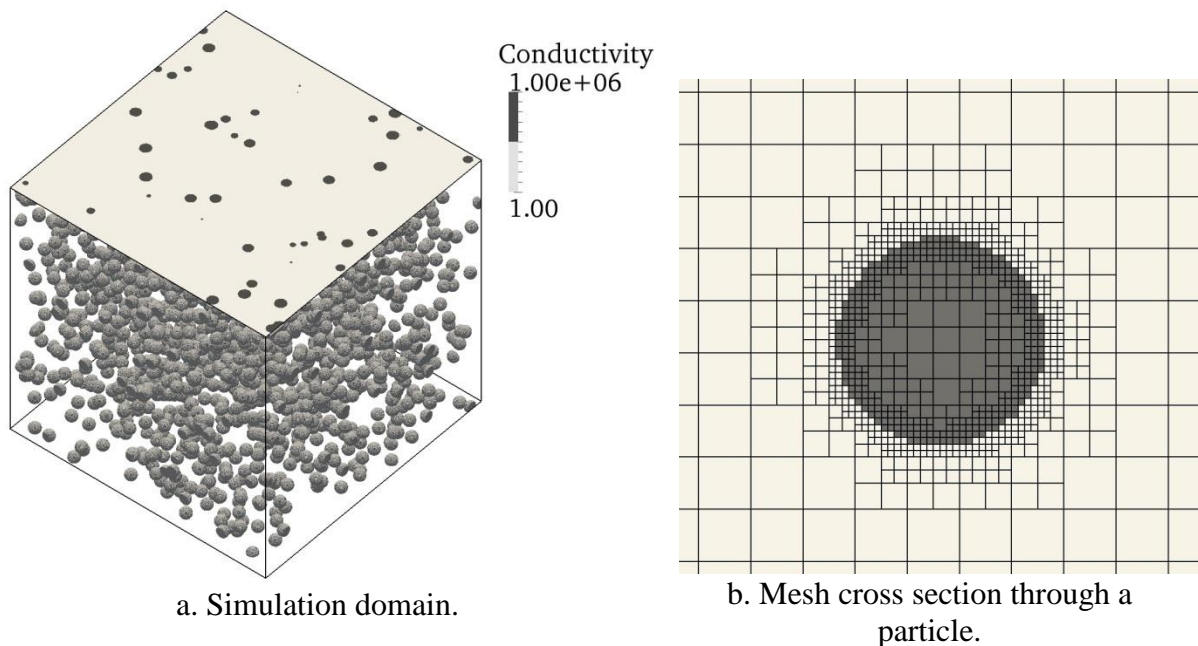 Conductivity
1.00e+06
1.00
a. Simulation domain.
b. Mesh cross section through a
particle.